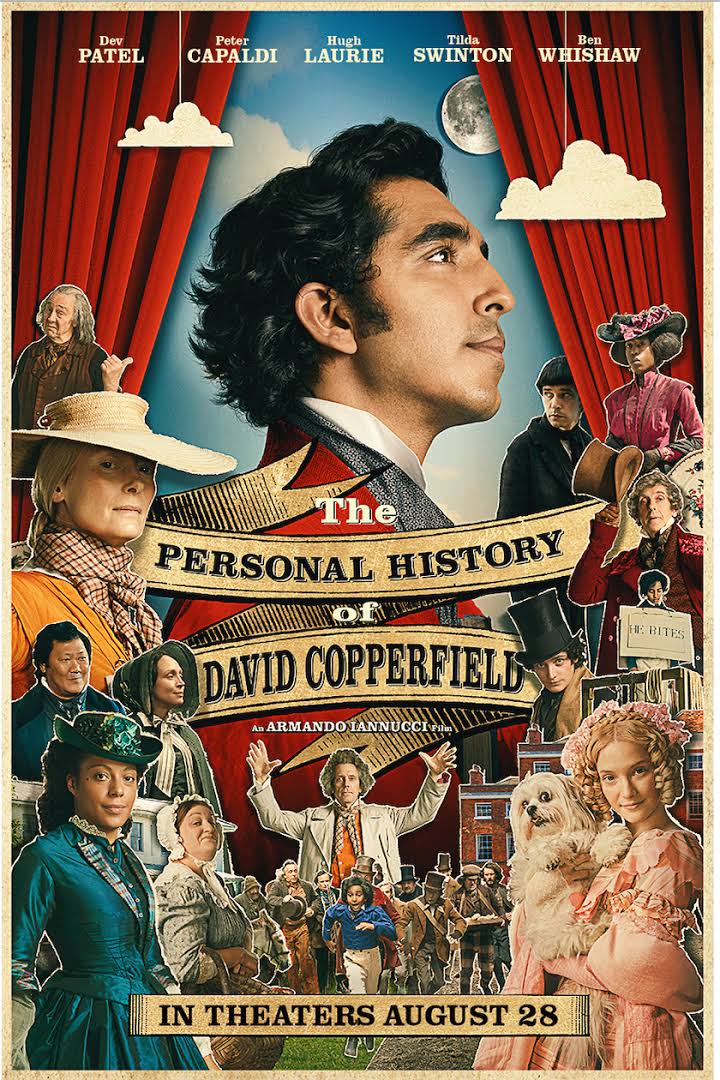 Dev Peter Hugh Tilda Ben
PATEL CAPALDI LAURIE SWINTON WHISHAW
The
PERSONAL HISTORY
of
DAVID COPPERFIELD
An ARMANDO IANNUCCI Film
HE BITES
IN THEATERS AUGUST 28